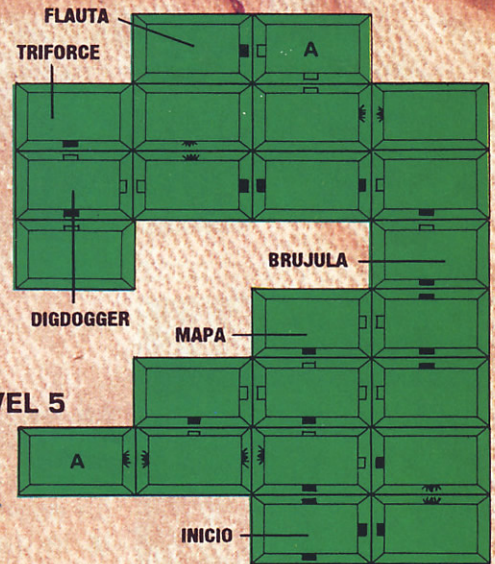 FLAUTA
TRIFORCE
A
BRUJULA
DIGDOGGER
MAPA
VEL 5
A
INICIO